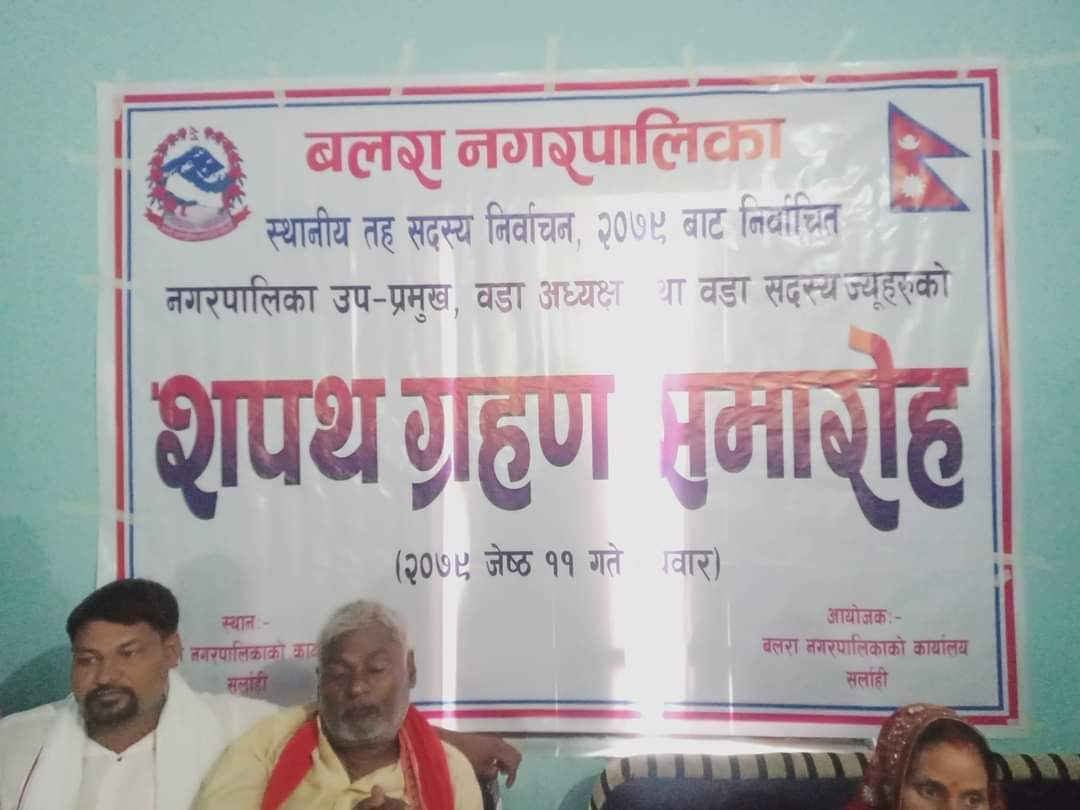 बलरा नगरपालिका
स्थानीय तह सदस्य निर्वाचन, २०७९ बाट निर्वाचित
नगरपालिका उप-प्रमुख, वडा अध्यक्ष वडा सदस्य ज्यूहरुको
शपथ ग्रहण समारोह
(२०७९ जेष्ठ ११ गते
स्थानः-
नगरपालिकाको
सर्लाही
आयोजकः-
बलरा नगरपालिकाको कार्यालय
सर्लाही